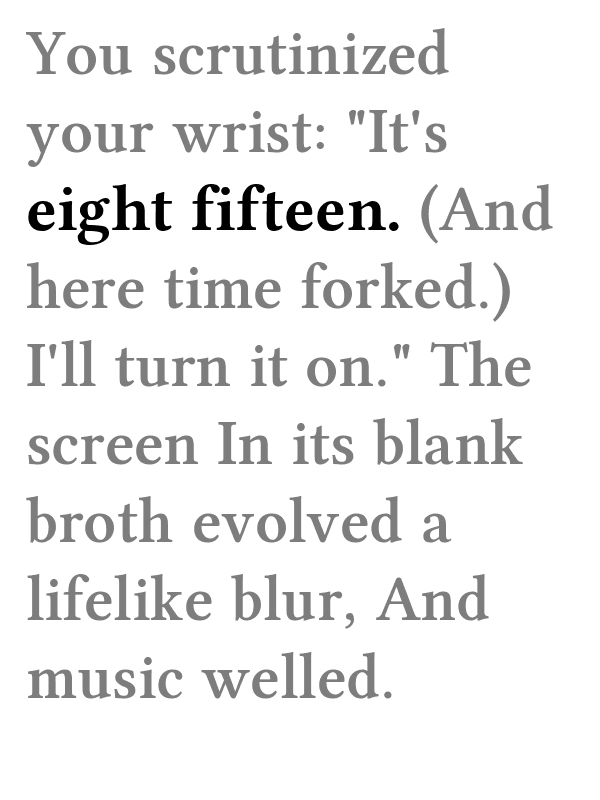 You scrutinized
your wrist: "It's
eight fifteen. (And
here time forked.)
I'll turn it on." The
screen In its blank
broth evolved a
lifelike blur, And
music welled.